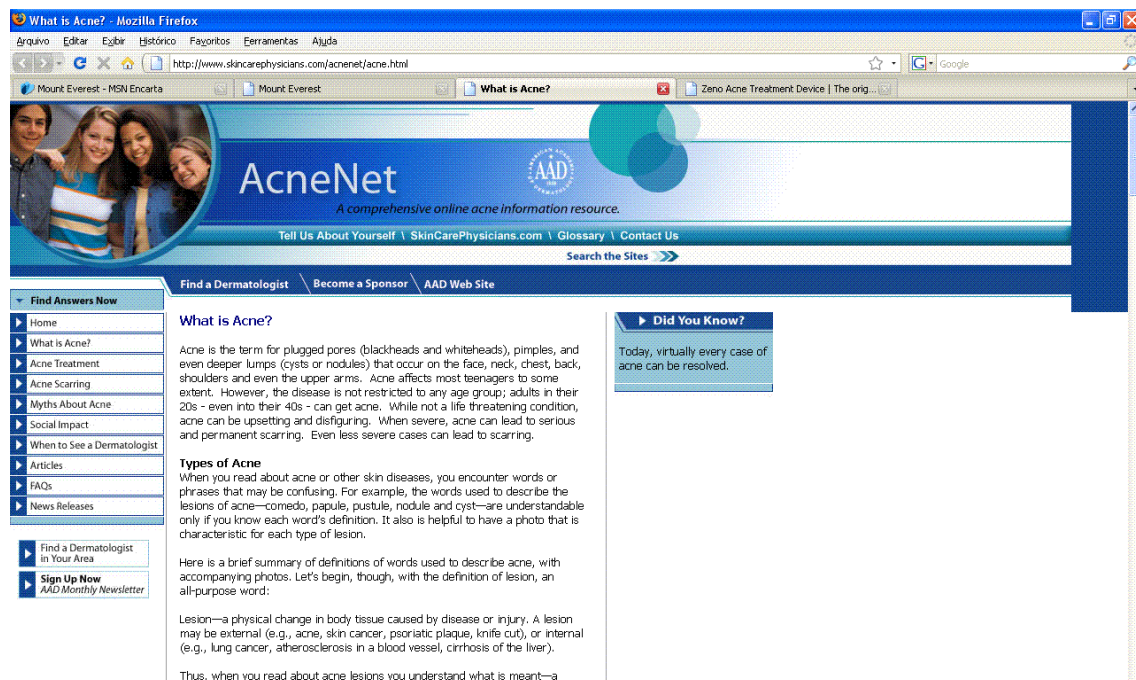 What is Acne? - Mozilla Firefox
Arquivo Editar Exibir Histórico Favoritos Ferramentas Ajuda
http://www.skincarephysicians.com/acnenet/acne.html
G Google
Mount Everest - MSN Encarta
Mount Everest
What is Acne?
Zeno Acne Treatment Device | The orig...
AcneNet
AAD
A comprehensive online acne information resource.
Tell Us About Yourself \ SkinCarePhysicians.com \ Glossary \ Contact Us
Search the Sites
Find a Dermatologist \ Become a Sponsor \ AAD Web Site
Find Answers Now
Home
What is Acne?
Acne Treatment
Acne Scarring
Myths About Acne
Social Impact
When to See a Dermatologist
Articles
FAQs
News Releases
Find a Dermatologist
in Your Area
Sign Up Now
AAD Monthly Newsletter
What is Acne?
Acne is the term for plugged pores (blackheads and whiteheads), pimples, and
even deeper lumps (cysts or nodules) that occur on the face, neck, chest, back,
shoulders and even the upper arms. Acne affects most teenagers to some
extent. However, the disease is not restricted to any age group; adults in their
20s - even into their 40s - can get acne. While not a life threatening condition,
acne can be upsetting and disfiguring. When severe, acne can lead to serious
and permanent scarring. Even less severe cases can lead to scarring.
Types of Acne
When you read about acne or other skin diseases, you encounter words or
phrases that may be confusing. For example, the words used to describe the
lesions of acne—comedo, papule, pustule, nodule and cyst—are understandable
only if you know each word's definition. It also is helpful to have a photo that is
characteristic for each type of lesion.
Here is a brief summary of definitions of words used to describe acne, with
accompanying photos. Let's begin, though, with the definition of lesion, an
all-purpose word:
Lesion—a physical change in body tissue caused by disease or injury. A lesion
may be external (e.g., acne, skin cancer, psoriatic plaque, knife cut), or internal
(e.g., lung cancer, atherosclerosis in a blood vessel, cirrhosis of the liver).
Thus, when you read about acne lesions you understand what is meant—a
Did You Know?
Today, virtually every case of
acne can be resolved.